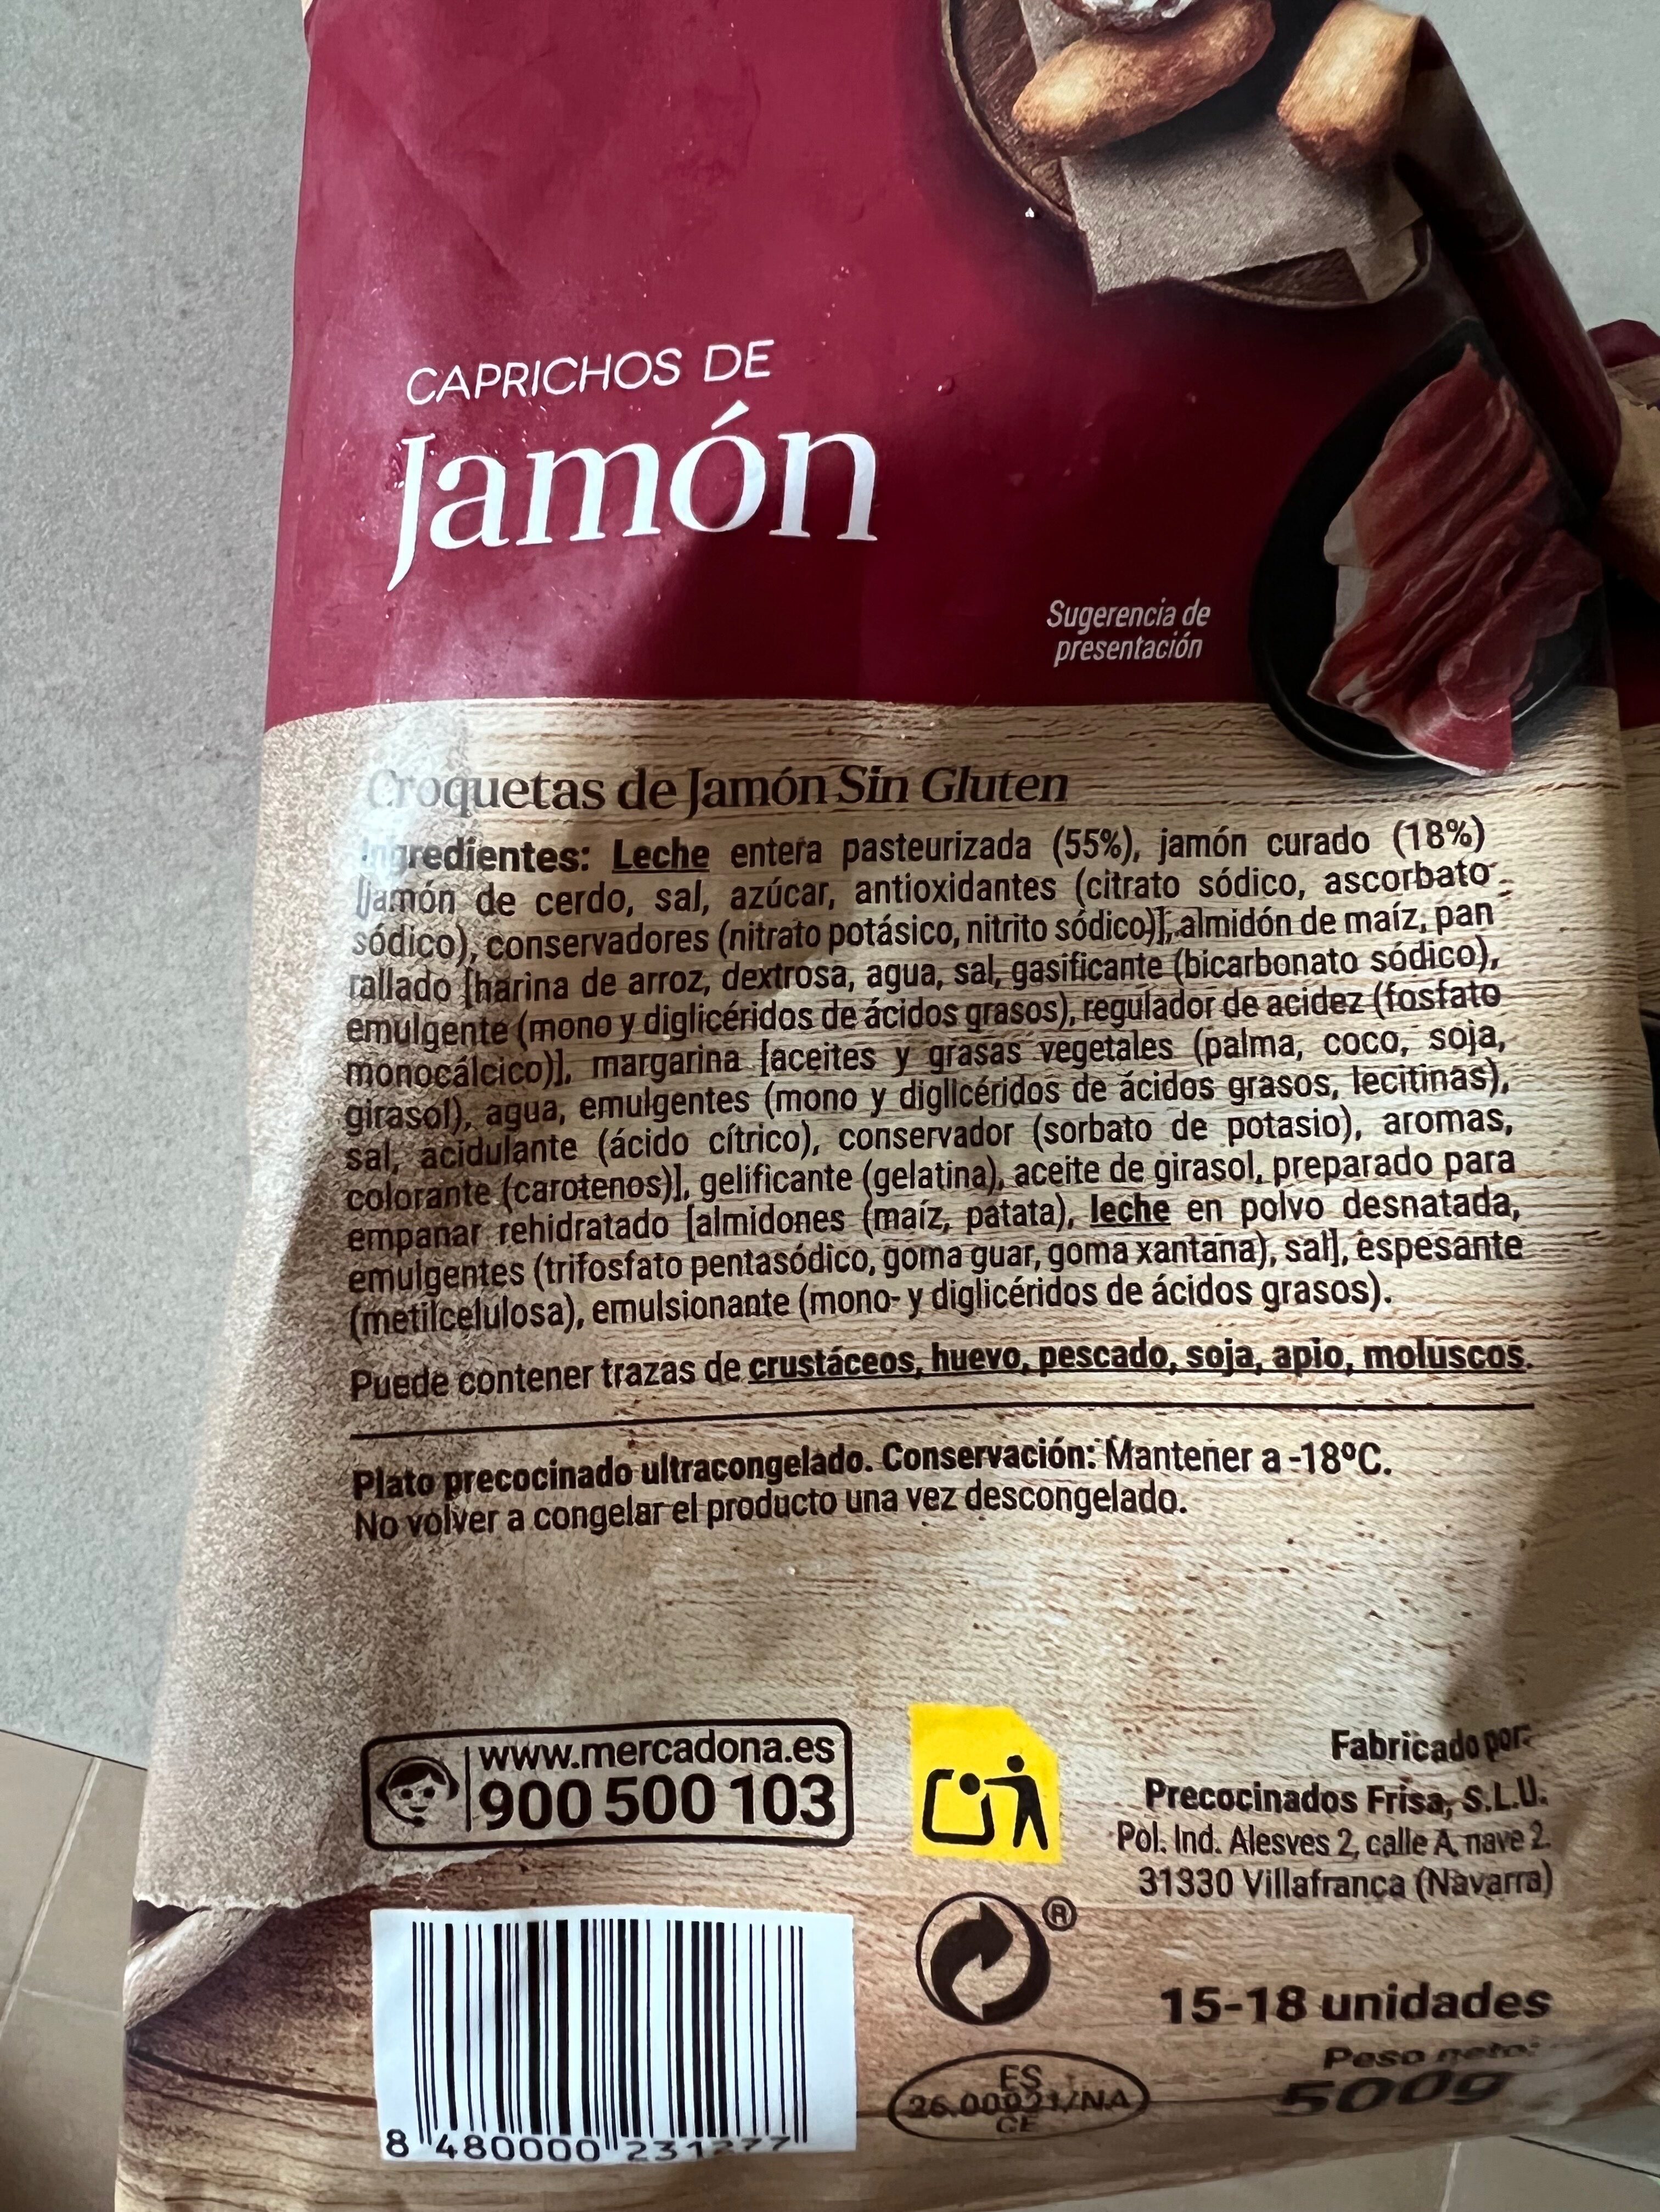 CAPRICHOS DE
Jamón
Sugerencia de
presentación
Croquetas de Jamón Sin Gluten
Ingredientes: Leche entera pasteurizada (55%), jamón curado (18%)
[jamón de cerdo, sal, azúcar, antioxidantes (citrato sódico, ascorbato
sódico), conservadores (nitrato potásico, nitrito sódico)], almidón de maíz, pan
rallado [harina de arroz, dextrosa, agua, sal, gasificante (bicarbonato sódico),
emulgente (mono y diglicéridos de ácidos grasos), regulador de acidez (fosfato
monocálcico)], margarina [aceites y grasas vegetales (palma, coco, soja,
girasol), agua, emulgentes (mono y diglicéridos de ácidos grasos, lecitinas),
sal, acidulante (ácido cítrico), conservador (sorbato de potasio), aromas,
colorante (carotenos)], gelificante (gelatina), aceite de girasol, preparado para
empanar rehidratado [almidones (maíz, patata), leche en polvo desnatada,
emulgentes (trifosfato pentasódico, goma guar, goma xantana), sal], espesante
(metilcelulosa), emulsionante (mono- y diglicéridos de ácidos grasos).
Puede contener trazas de crustáceos, huevo, pescado, soja, apio, moluscos.
Plato precocinado ultracongelado. Conservación: Mantener a -18ºC.
No volver a congelar el producto una vez descongelado.
www.mercadona.es
900 500 103
Fabricado por:
Precocinados Frisa, S.L.U.
Pol. Ind. Alesves 2, calle A, nave 2.
31330 Villafranca (Navarra)
®
15-18 unidades
Peso neto:
500g
ES
26.00921/NA
CE
8 480000